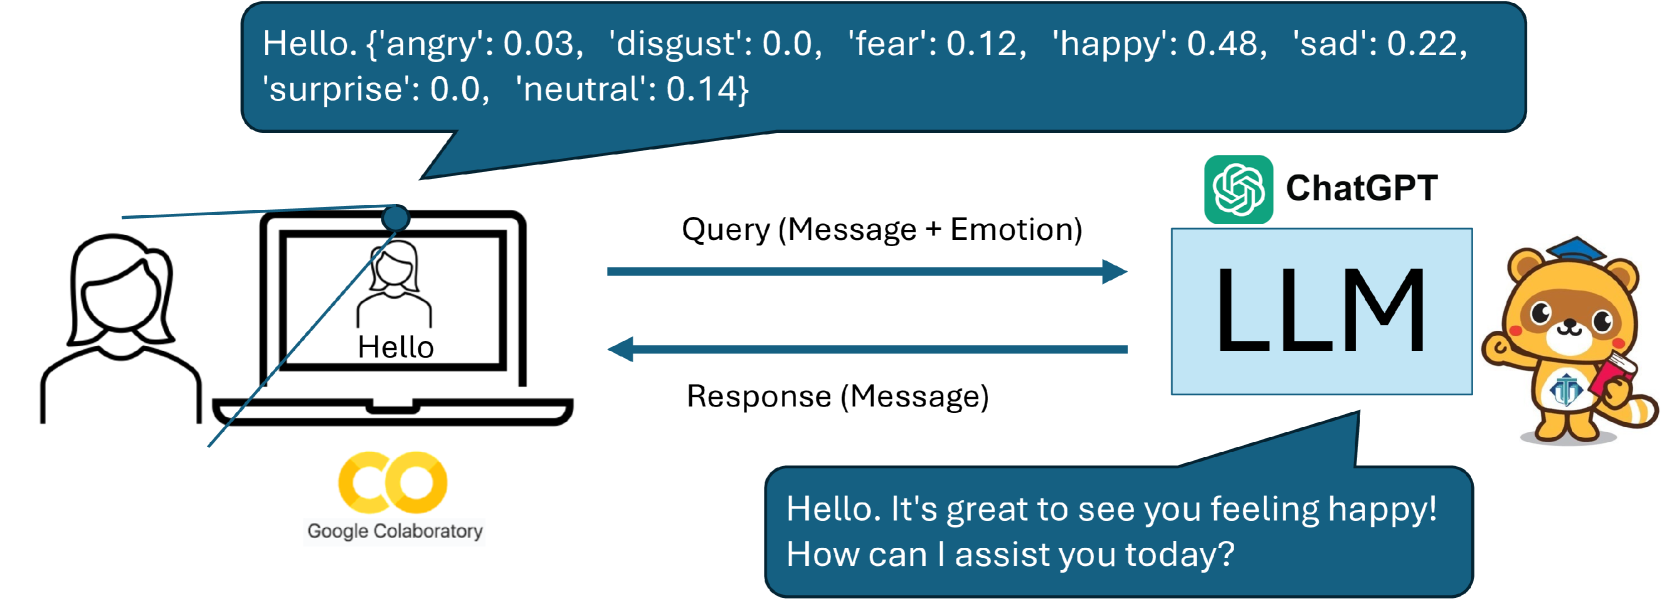 Hello. {'angry': 0.03, 'disgust': 0.0, 'fear': 0.12, 'happy': 0.48, 'sad': 0.22,
'surprise': 0.0, 'neutral': 0.14}
ChatGPT
Query (Message + Emotion)
LLM
Hello
Response (Message)
CO
Google Colaboratory
Hello. It's great to see you feeling happy!
How can I assist you today?